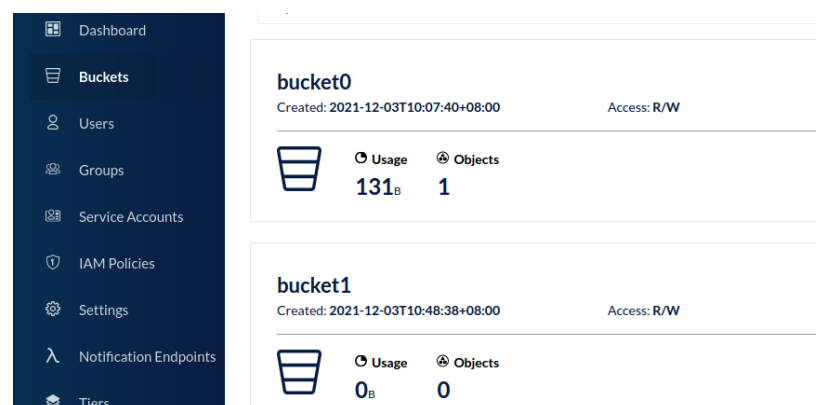 Dashboard
Buckets
Users
Groups
Service Accounts
IAM Policies
Settings
Notification Endpoints
Tiers
bucket0
Created: 2021-12-03T10:07:40+08:00 Access: R/W
Usage Objects
131B 1
bucket1
Created: 2021-12-03T10:48:38+08:00 Access: R/W
Usage Objects
0B 0